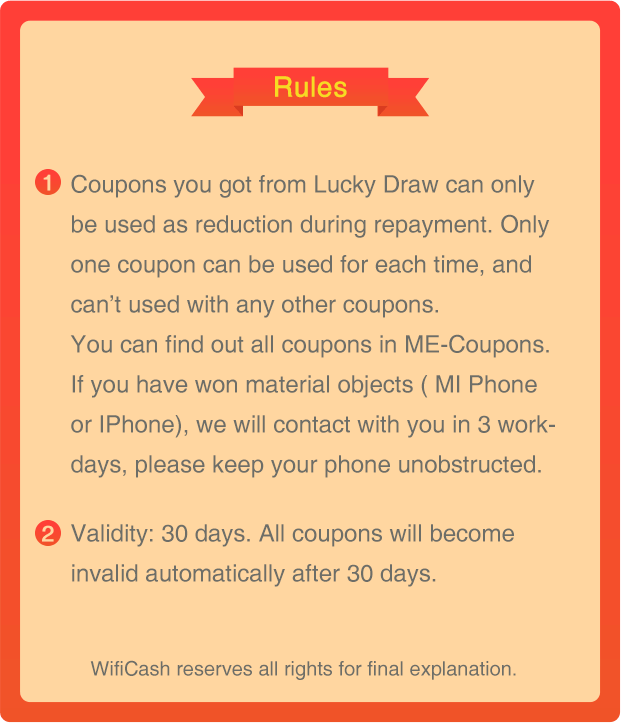 Rules
1 Coupons you got from Lucky Draw can only
be used as reduction during repayment. Only
one coupon can be used for each time, and
can’t used with any other coupons.
You can find out all coupons in ME-Coupons.
If you have won material objects ( MI Phone
or IPhone), we will contact with you in 3 work-
days, please keep your phone unobstructed.
2 Validity: 30 days. All coupons will become
invalid automatically after 30 days.
WifiCash reserves all rights for final explanation.